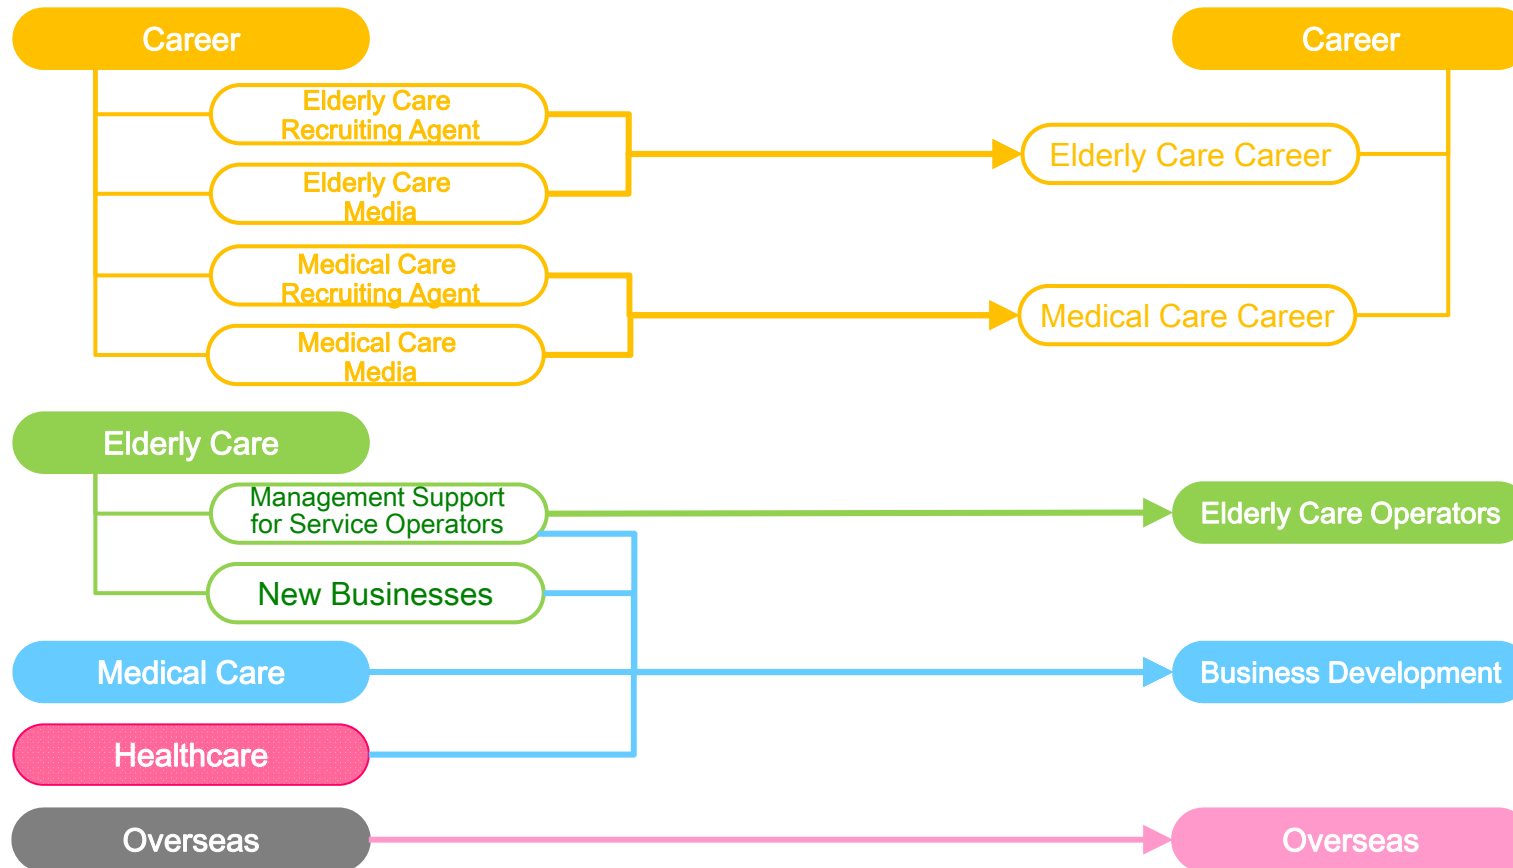 Career
Career
Elderly Care
Recruiting Agent
Elderly Care
Media
Elderly Care Career
Medical Care
Recruiting Agent
Medical Care
Media
Medical Care Career
Elderly Care
Management Support
for Service Operators
Elderly Care Operators
New Businesses
Medical Care
Business Development
Healthcare
Overseas
Overseas